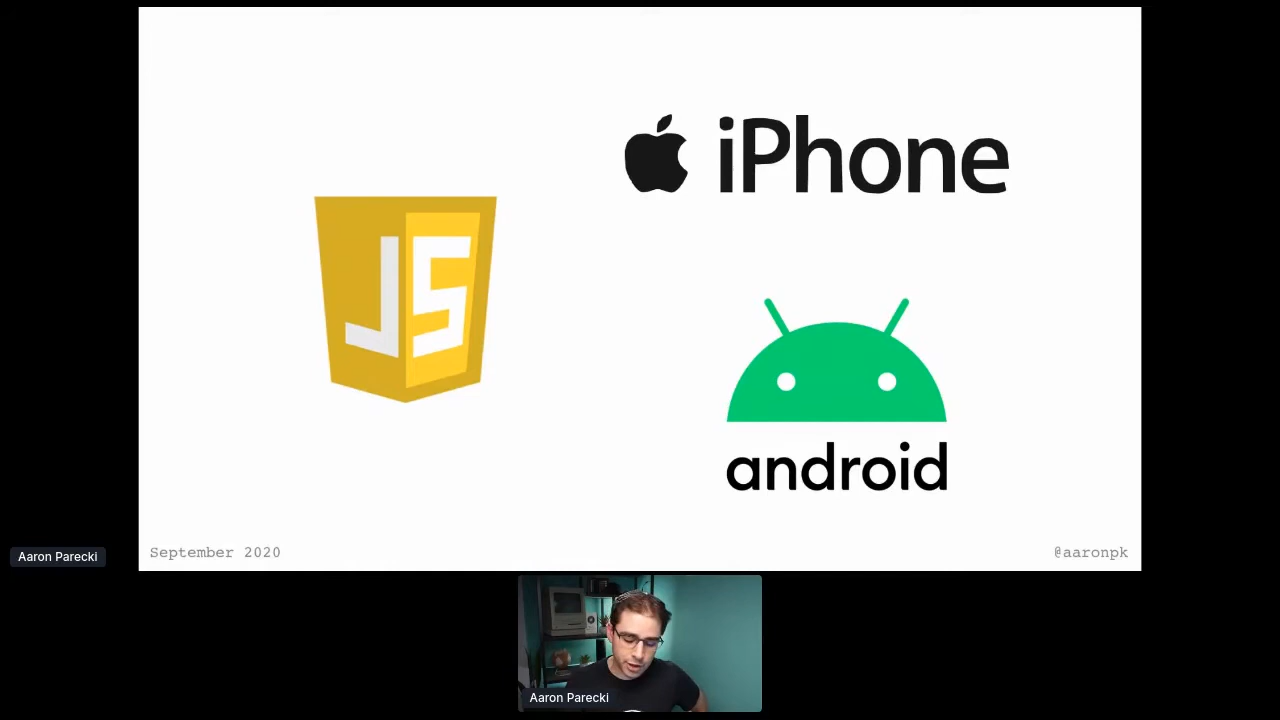 iPhone
JS
android
September 2020
@aaronpk
Aaron Parecki
Aaron Parecki